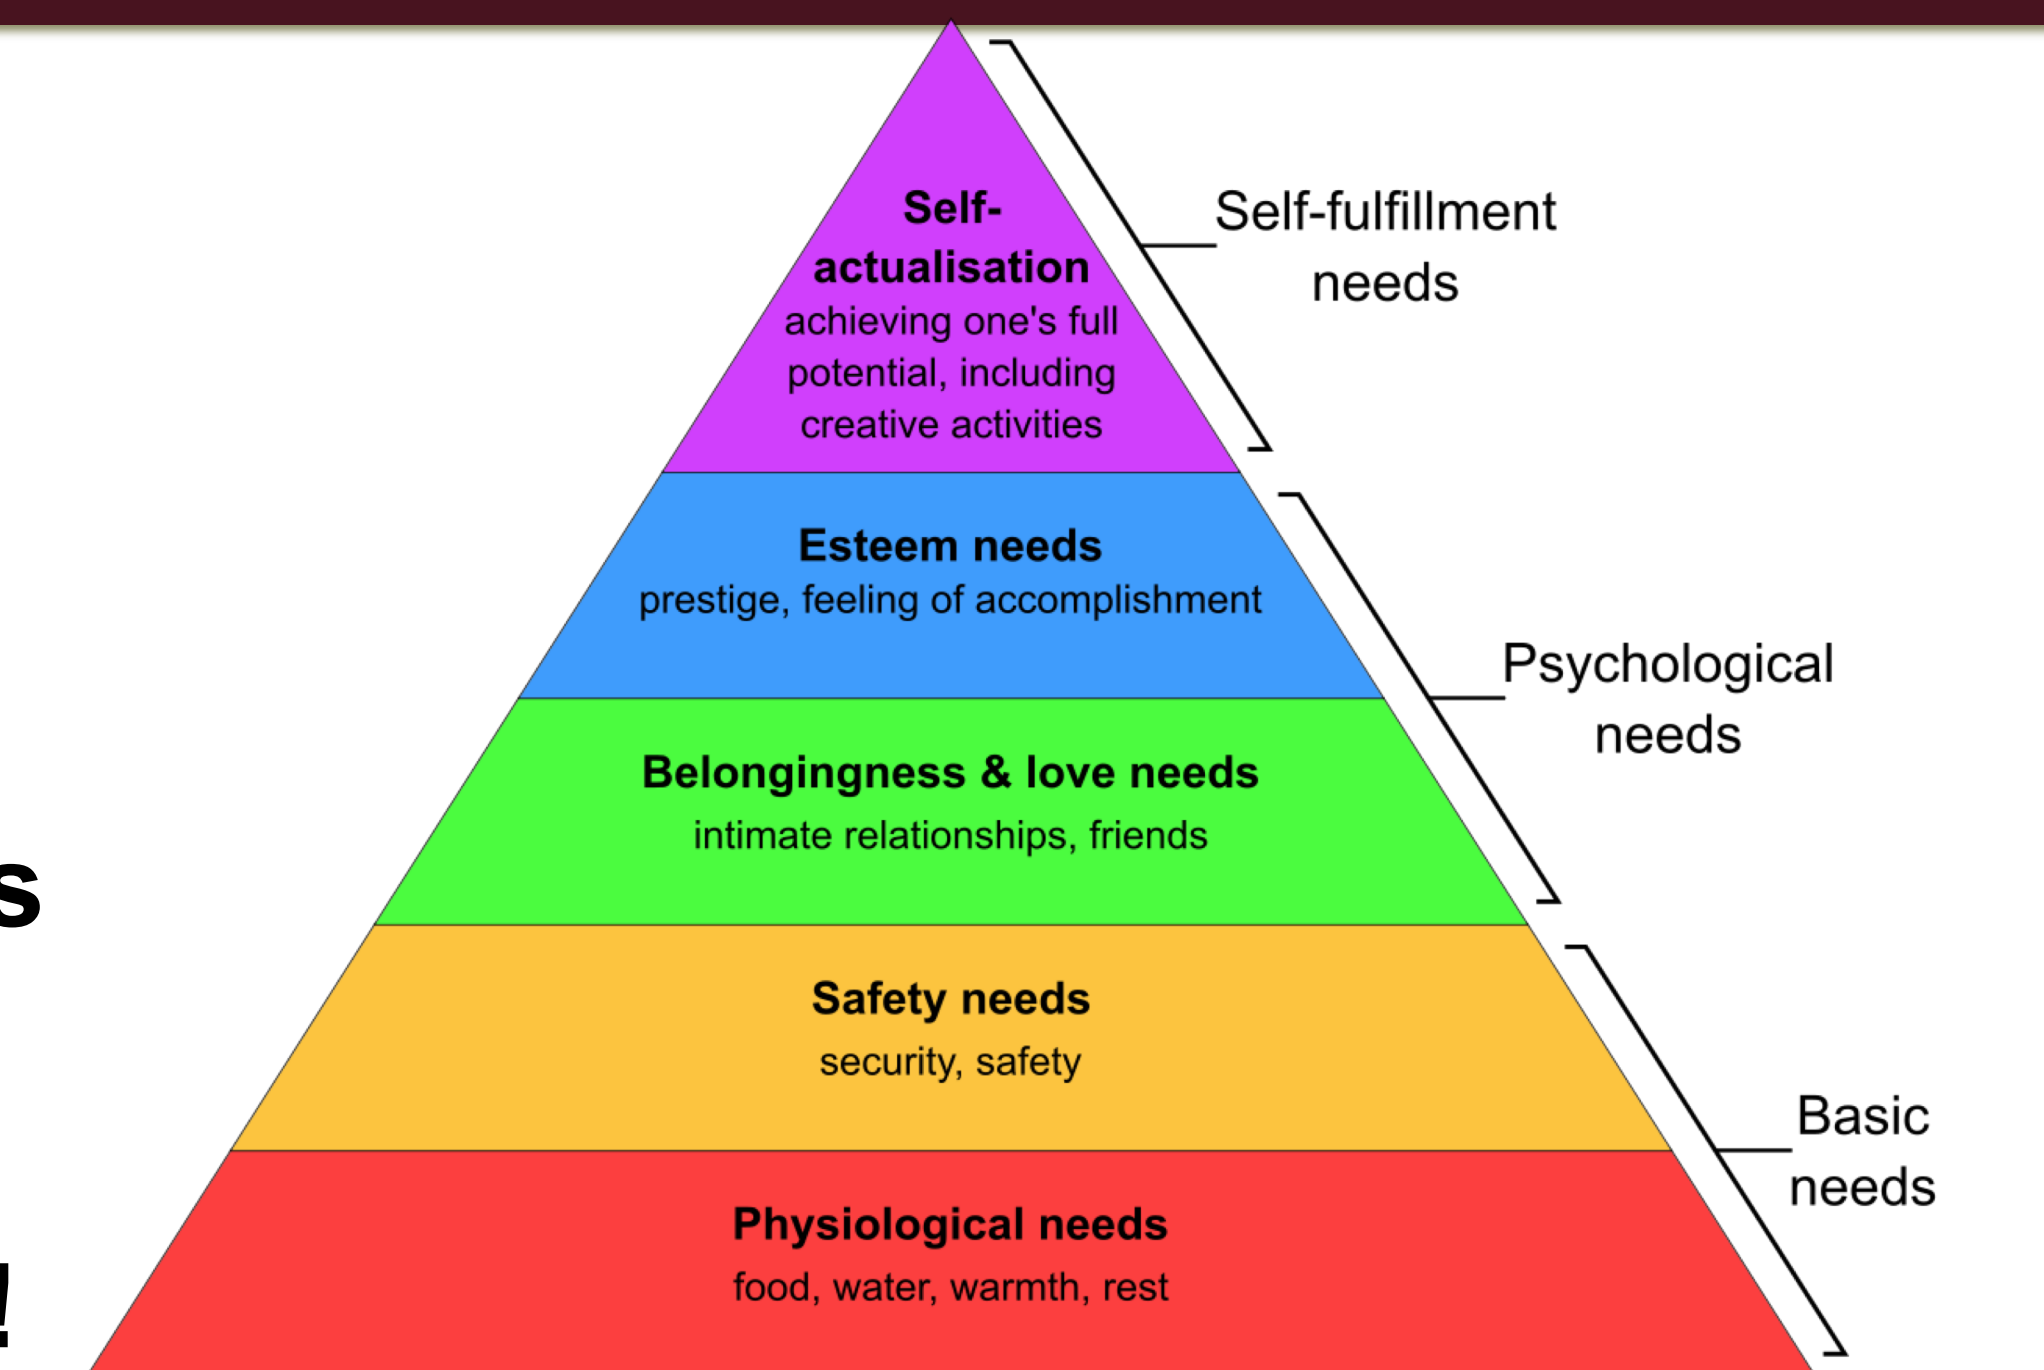 Self-
actualisation
achieving one's full
potential, including
creative activities
Self-fulfillment
needs
Esteem needs
prestige, feeling of accomplishment
Psychological
needs
Belongingness & love needs
intimate relationships, friends
s
Safety needs
security, safety
Basic
needs
Physiological needs
food, water, warmth, rest
!